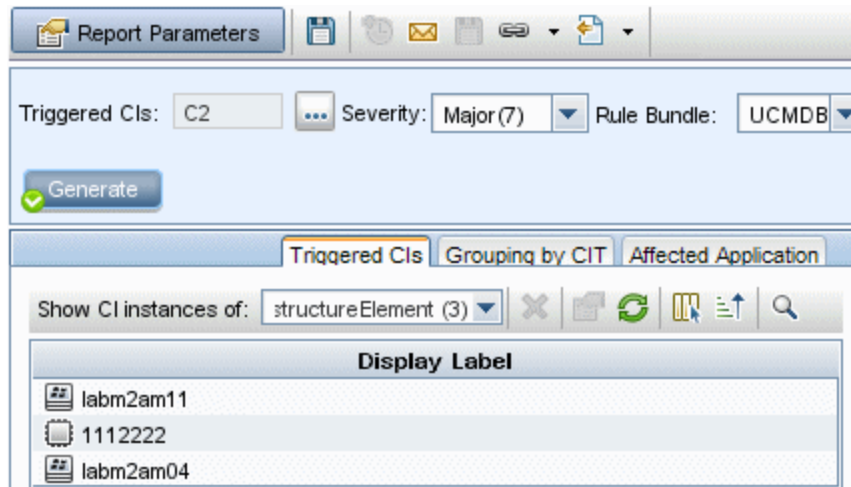 Report Parameters
Triggered CIs: C2 ... Severity: Major(7) Rule Bundle: UCMDB
Generate
Triggered CIs Grouping by CIT Affected Application
Show CI instances of: structureElement (3)
Display Label
labm2am11
1112222
labm2am04